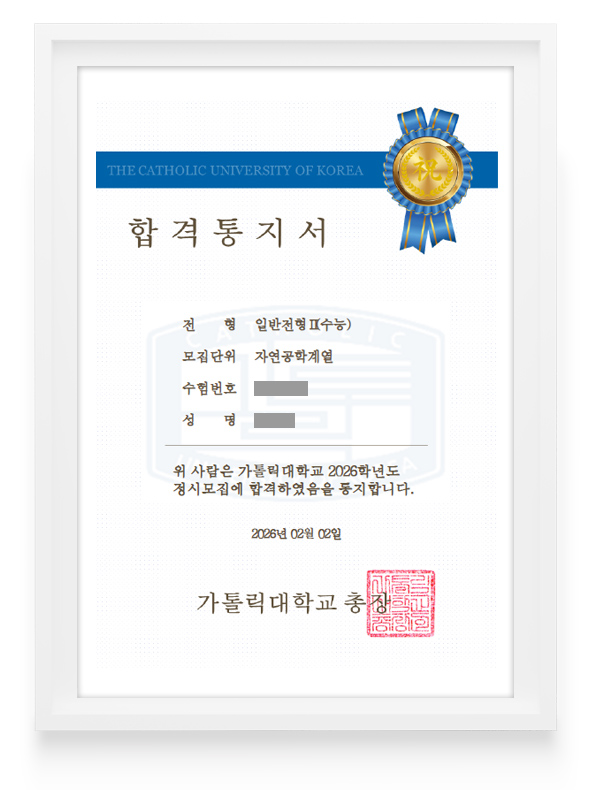 THE CATHOLIC UNIVERSITY OF KOREA
祝
합격통지서
전 형 일반전형Ⅱ(수능)
모집단위 자연공학계열
수험번호
성 명
위 사람은 가톨릭대학교 2026학년도
정시모집에 합격하였음을 통지합니다.
2026년 02월 02일
가톨릭대학교 총장